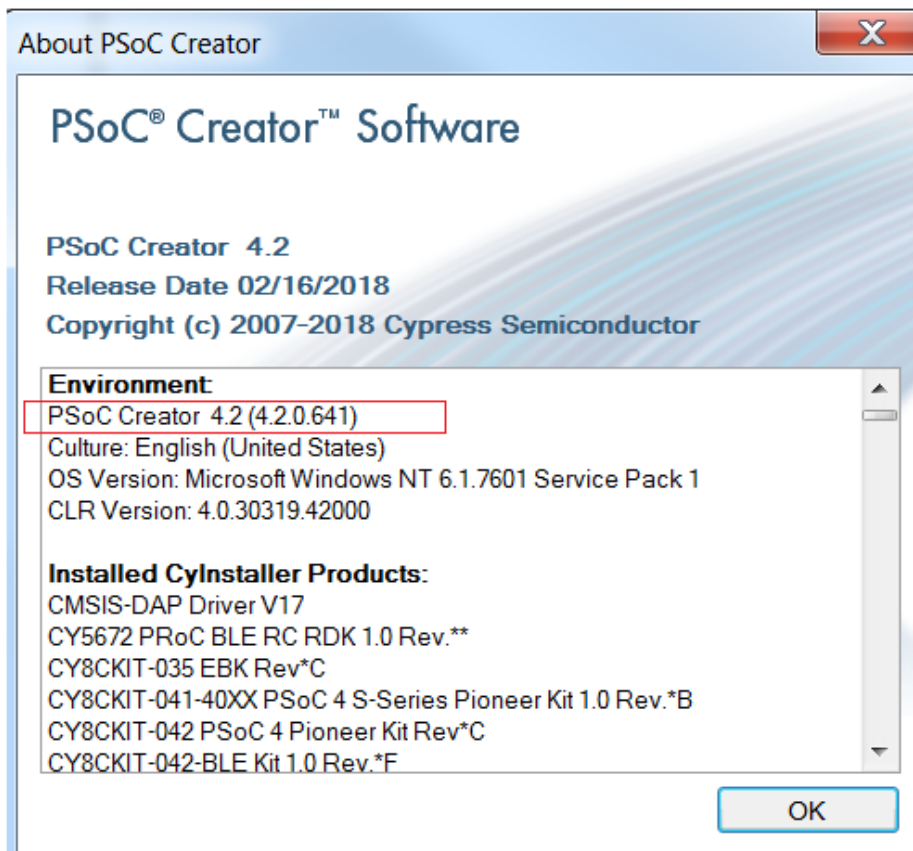 About PSoC Creator
PSoC® Creator™ Software
PSoC Creator 4.2
Release Date 02/16/2018
Copyright (c) 2007-2018 Cypress Semiconductor
Environment:
PSoC Creator 4.2 (4.2.0.641)
Culture: English (United States)
OS Version: Microsoft Windows NT 6.1.7601 Service Pack 1
CLR Version: 4.0.30319.42000
Installed CyInstaller Products:
CMSIS-DAP Driver V17
CY5672 PRoC BLE RC RDK 1.0 Rev.**
CY8CKIT-035 EBK Rev*C
CY8CKIT-041-40XX PSoC 4 S-Series Pioneer Kit 1.0 Rev.*B
CY8CKIT-042 PSoC 4 Pioneer Kit Rev*C
CY8CKIT-042-BLE Kit 1.0 Rev.*F
OK